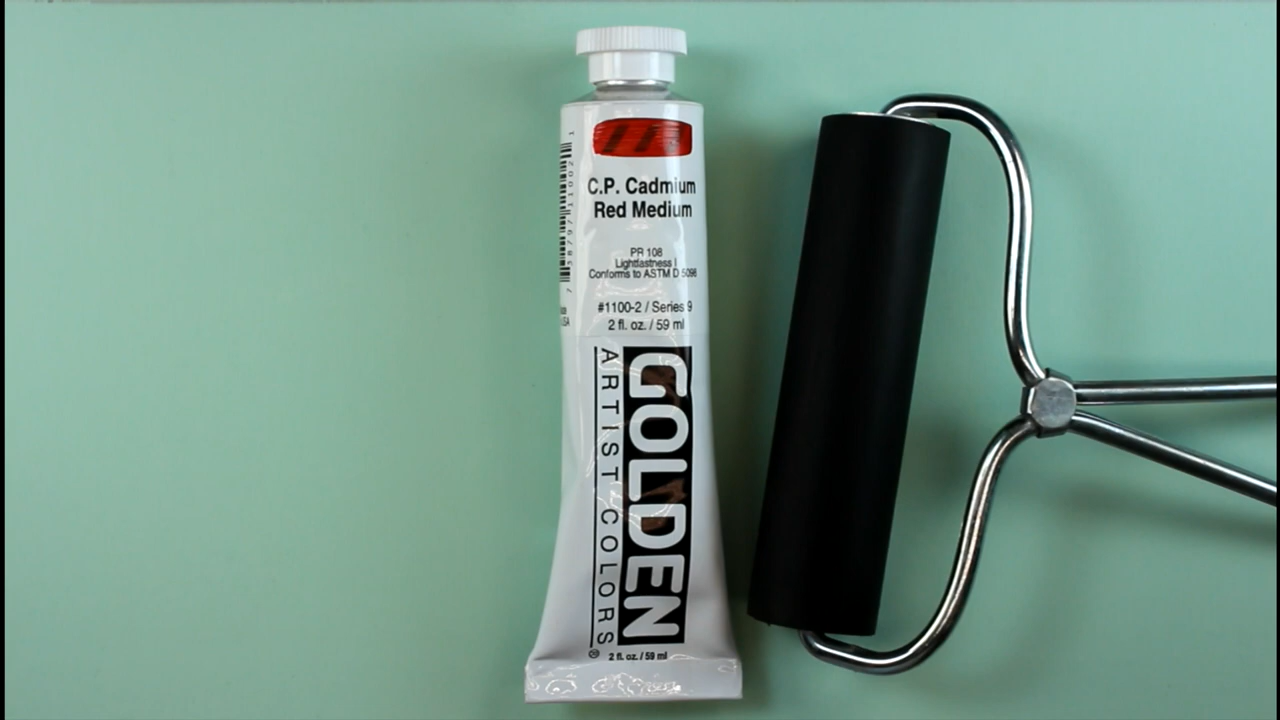 C.P. Cadmium
Red Medium
PR 108
Lightfastness I
Conforms to ASTM D 5098
#1100-2 / Series 9
2 fl. oz. / 59 ml
GOLDEN
ARTIST COLORS®
2 fl. oz. / 59 ml
USA